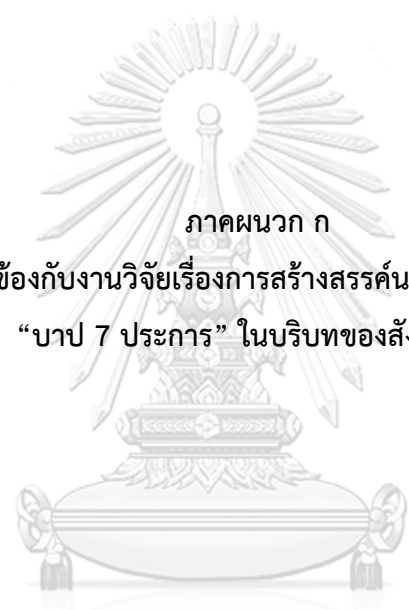 ภาคผนวก ก
ข้องกับงานวิจัยเรื่องการสร้างสรรค์น
“บาป 7 ประการ” ในบริบทของสัง